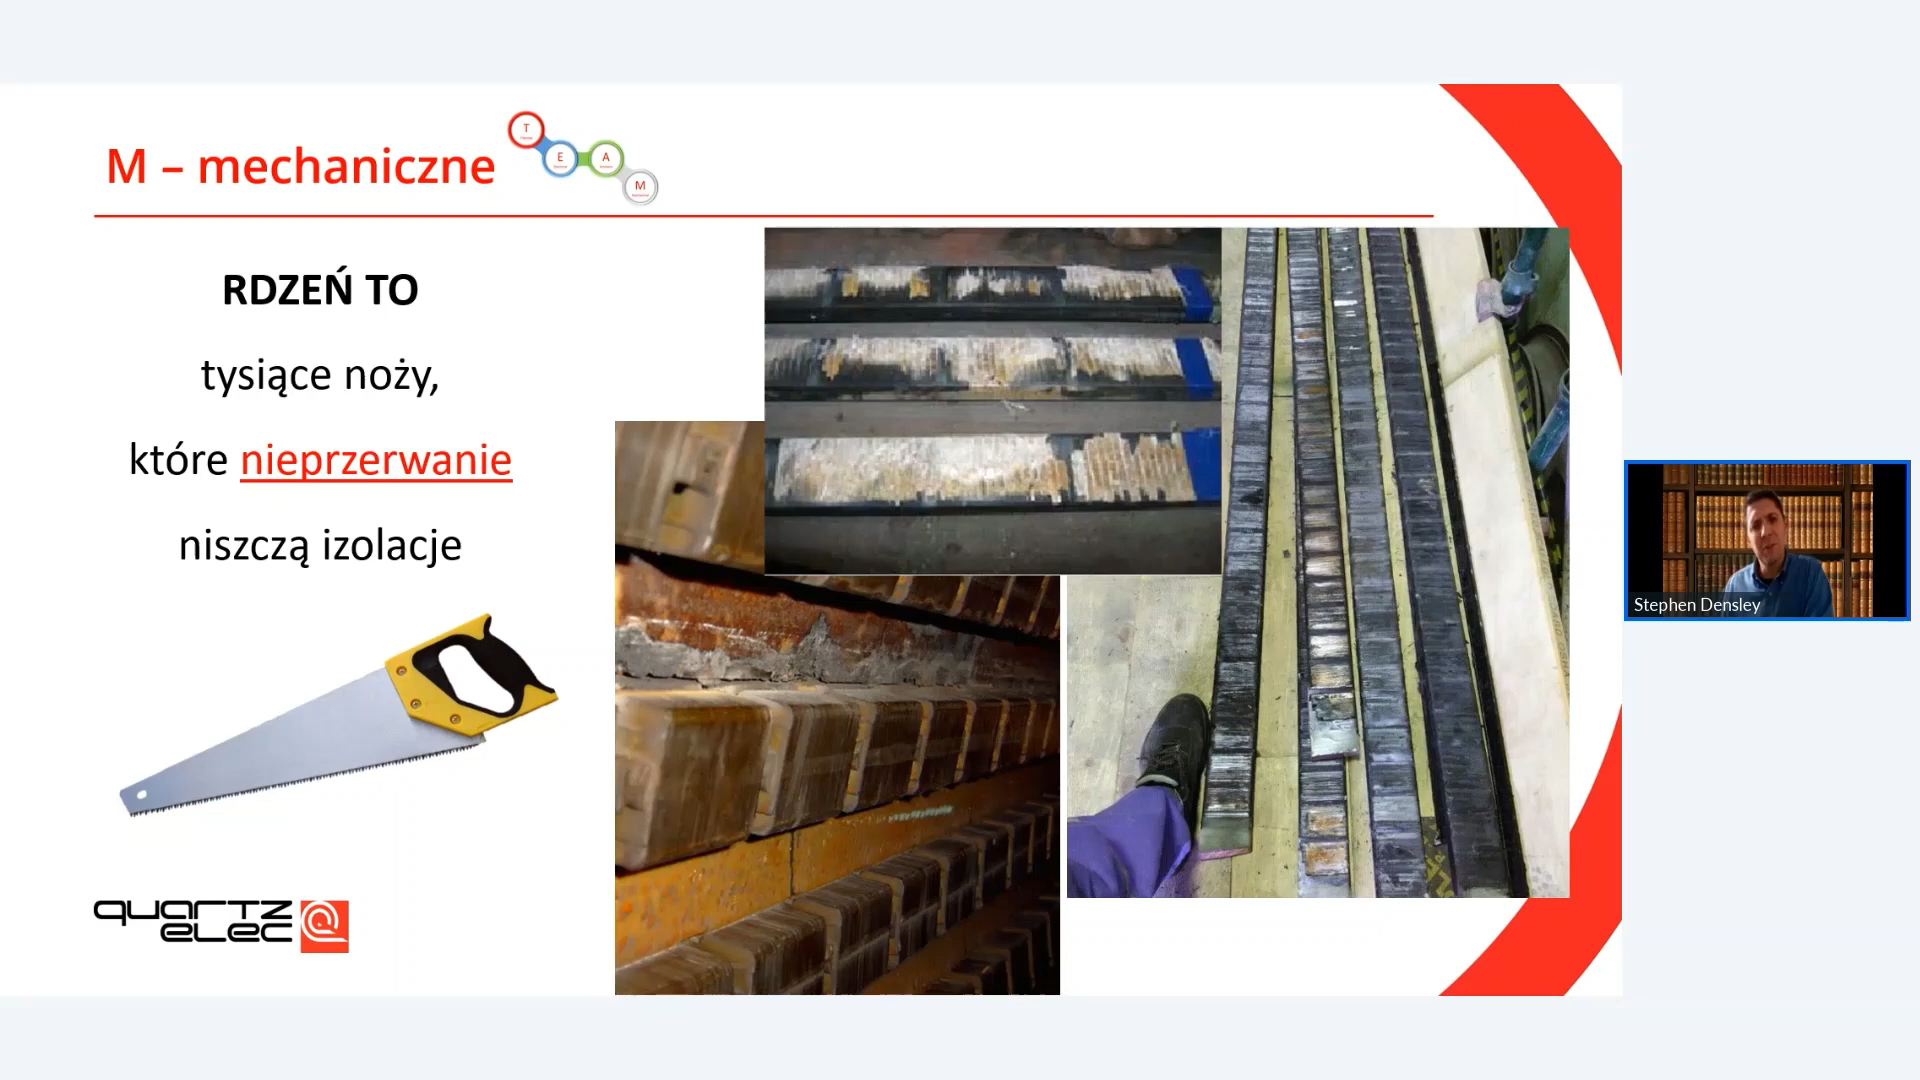 M – mechaniczne
T
E
A
M
RDZEŃ TO
tysiące noży,
które nieprzerwanie
niszczą izolacje
quartz
elec
Stephen Densley